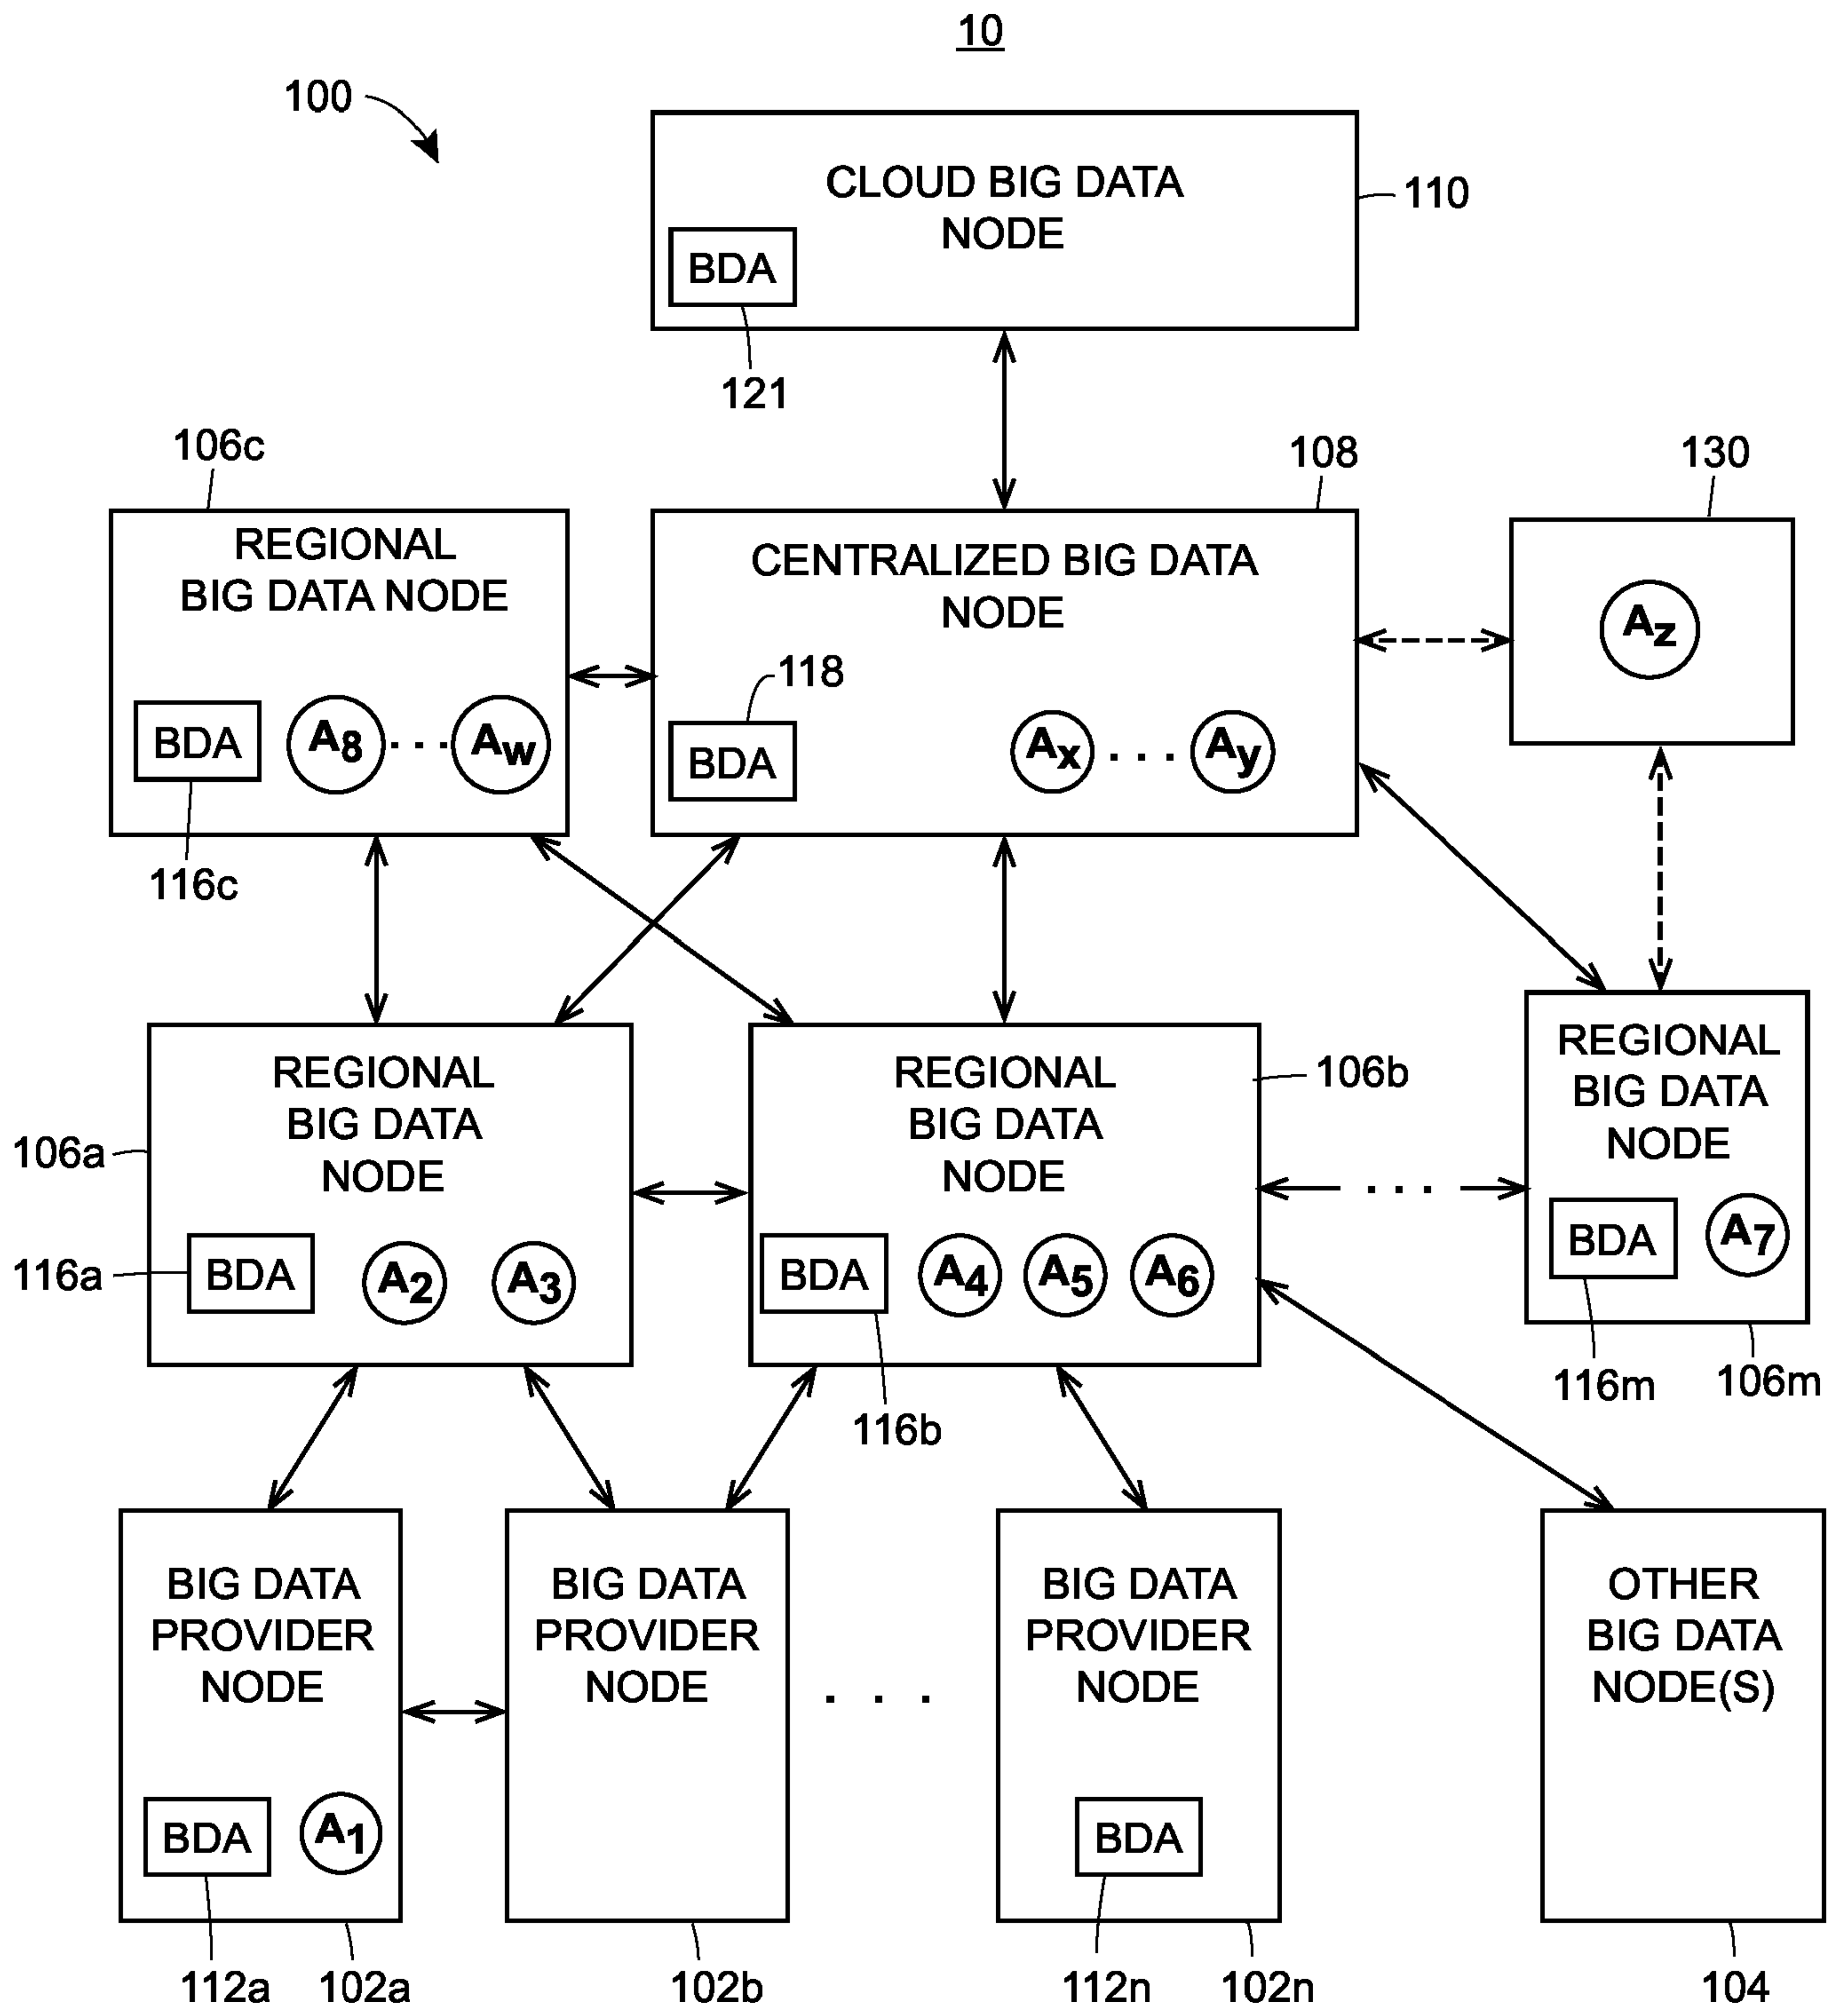 10
100
CLOUD BIG DATA
NODE
110
BDA
121
106c
108
130
REGIONAL
BIG DATA NODE
CENTRALIZED BIG DATA
NODE
Az
118
BDA
A8 . . . Aw
BDA
Ax . . . Ay
116c
REGIONAL
BIG DATA
NODE
106a
116a
BDA
A2
A3
REGIONAL
BIG DATA
NODE
106b
BDA
A4
A5
A6
116b
. . .
REGIONAL
BIG DATA
NODE
BDA
A7
116m
106m
BIG DATA
PROVIDER
NODE
BDA
A1
112a
102a
BIG DATA
PROVIDER
NODE
102b
. . .
BIG DATA
PROVIDER
NODE
BDA
112n
102n
OTHER
BIG DATA
NODE(S)
104